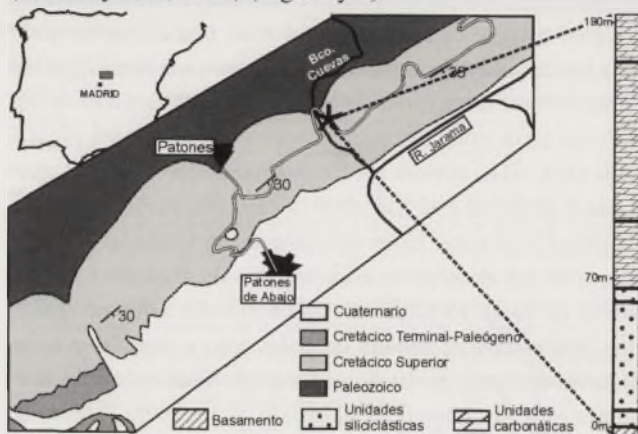 MADRID
Bco.
Cuevas
35
190m
Patones
R. Jarama
30
Patones
de Abajo
70m
30
Cuaternario
Cretácico Terminal-Paleógeno
Cretácico Superior
Paleozoico
Basamento
Unidades
siliciclásticas
Unidades
carbonáticas
0m